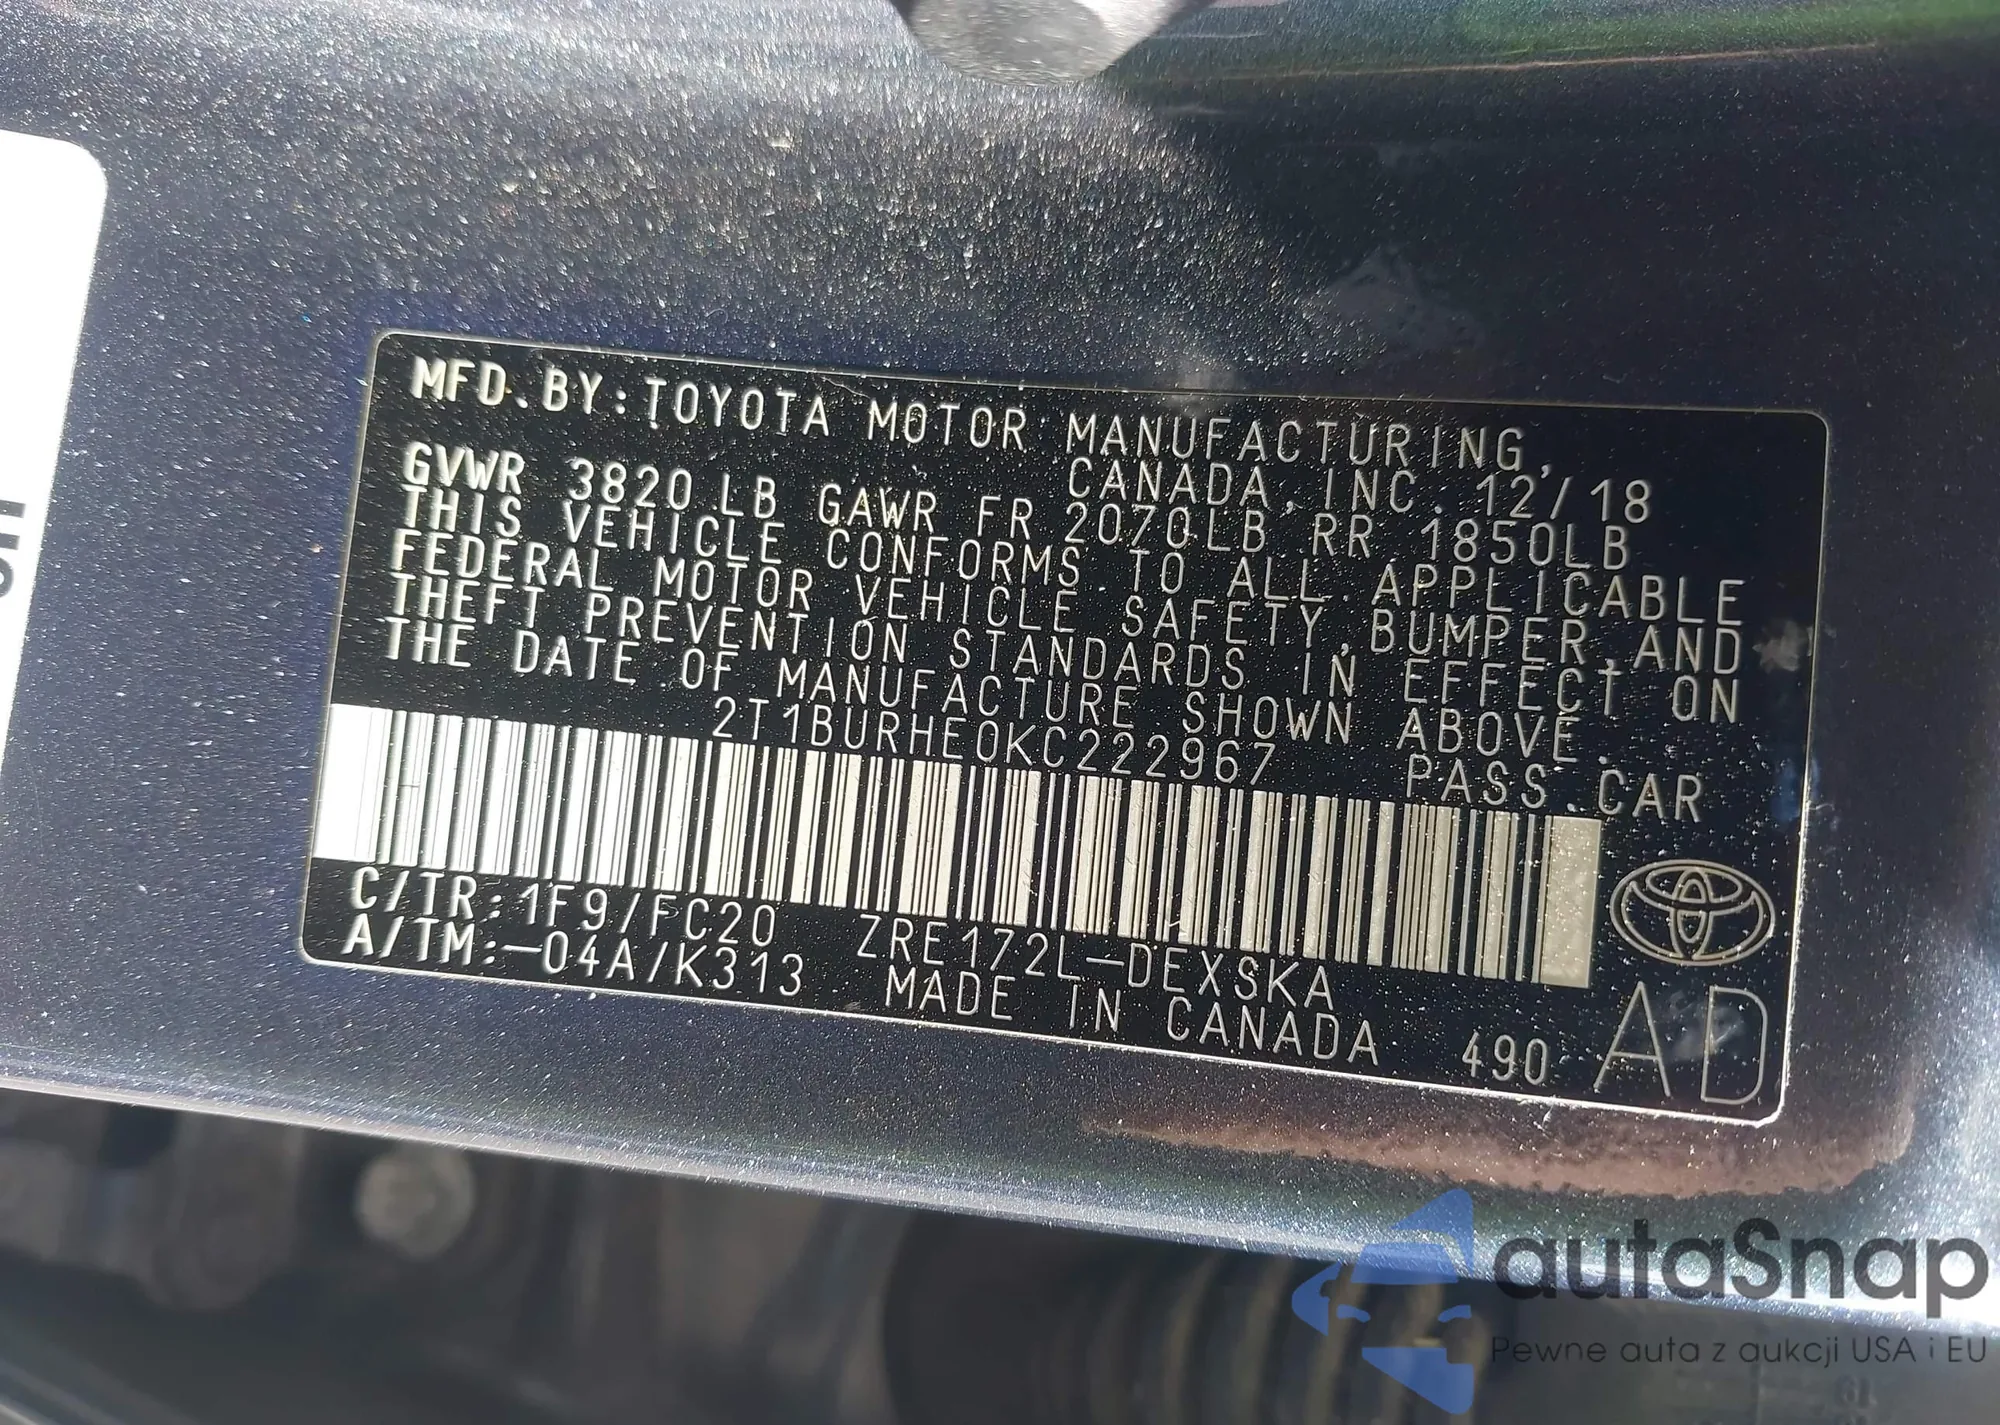 MFD.BY:TOYOTA MOTOR MANUFACTURING,
CANADA,INC. 12/18
GVWR 3820LB GAWR FR 2070LB RR 1850LB
THIS VEHICLE CONFORMS TO ALL APPLICABLE
FEDERAL MOTOR VEHICLE SAFETY,BUMPER,AND
THEFT PREVENTION STANDARDS IN EFFECT ON
THE DATE OF MANUFACTURE SHOWN ABOVE.
2T1BURHE0KC222967 PASS.CAR
C/TR:1F9/FC20 ZRE172L-DEXSKA
A/TM:-04A/K313 MADE IN CANADA 490 AD
autaSnap
Pewne auta z aukcji USA i EU